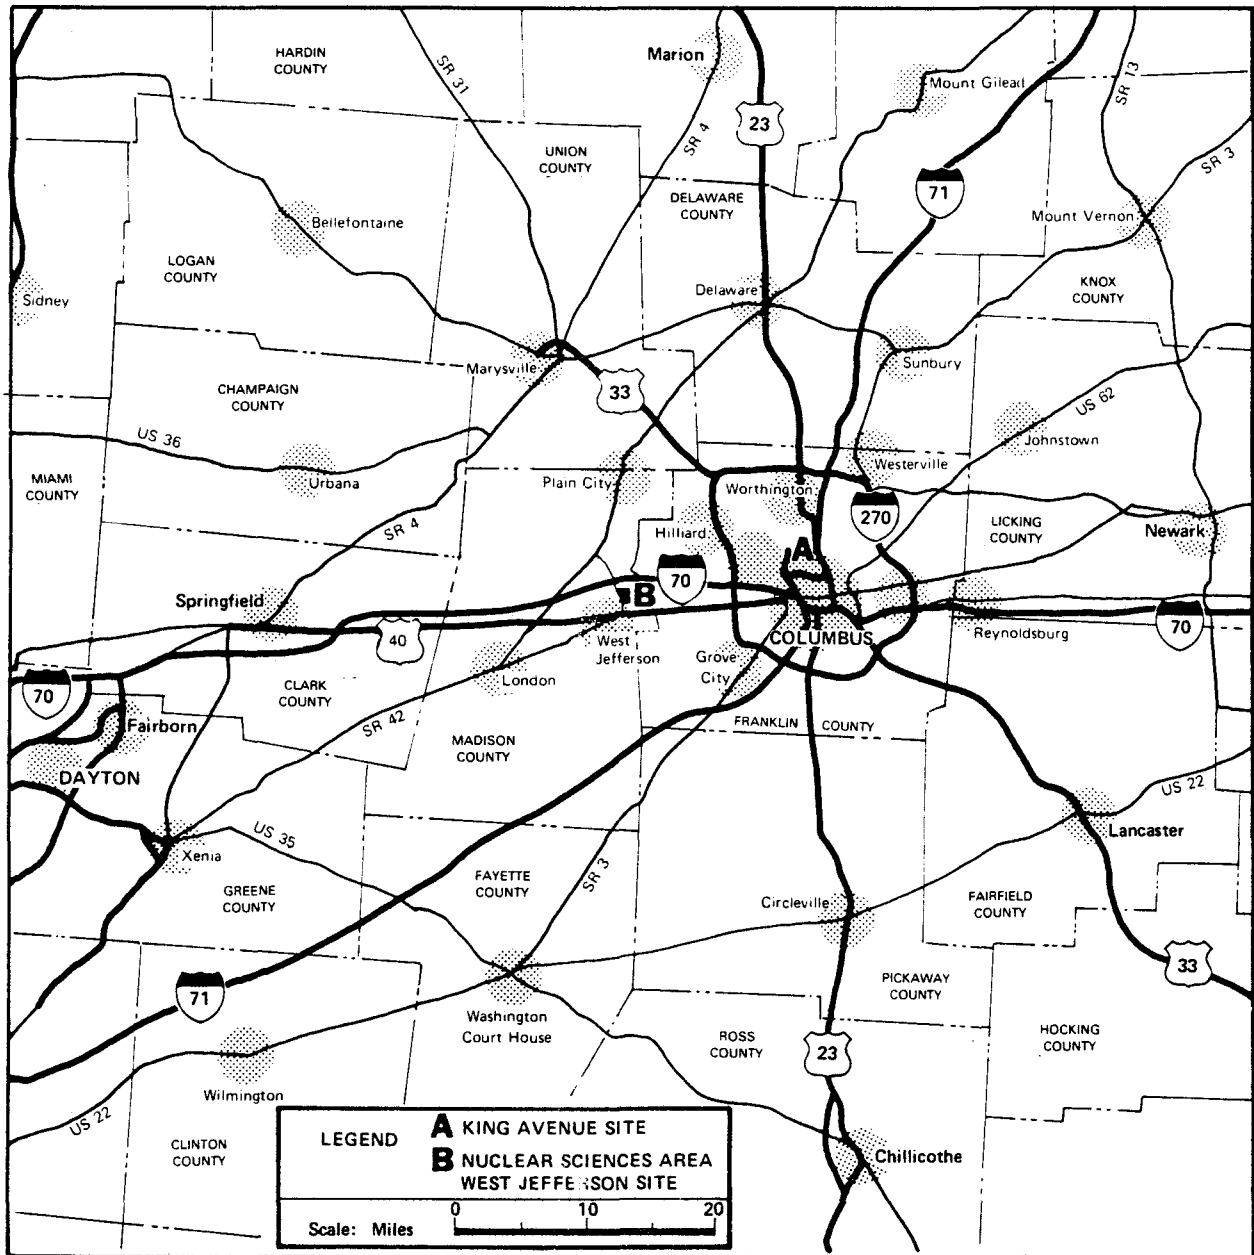 HARDIN
COUNTY
SR 31
Marion
23
Mount Gilead
SR 13
SR 4
UNION
COUNTY
SR 3
DELAWARE
COUNTY
71
Mount Vernon
Bellefontaine
LOGAN
COUNTY
Sidney
Delaware
KNOX
COUNTY
Marysville
Sunbury
33
CHAMPAIGN
COUNTY
US 62
US 36
Johnstown
Westerville
MIAMI
COUNTY
Urbana
Plain City
Worthington
SR 4
Hilliard
270
LICKING
COUNTY
Newark
A
70
B
Springfield
40
West
Jefferson
COLUMBUS
Reynoldsburg
70
Grove
City
London
70
CLARK
COUNTY
Fairborn
SR 42
FRANKLIN COUNTY
MADISON
COUNTY
DAYTON
US 22
Lancaster
US 35
Xenia
FAYETTE
COUNTY
SR 3
GREENE
COUNTY
Circleville
FAIRFIELD
COUNTY
33
71
PICKAWAY
COUNTY
Washington
Court House
ROSS
COUNTY
23
HOCKING
COUNTY
Wilmington
US 22
CLINTON
COUNTY
Chillicothe
LEGEND
A KING AVENUE SITE
B NUCLEAR SCIENCES AREA
WEST JEFFERSON SITE
Scale: Miles
0 10 20